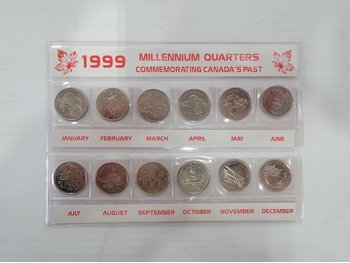 1999 MILLENNIUM QUARTERS
COMMEMORATING CANADA'S PAST
JANUARY FEBRUARY MARCH APRIL MAY JUNE
JULY AUGUST SEPTEMBER OCTOBER NOVEMBER DECEMBER